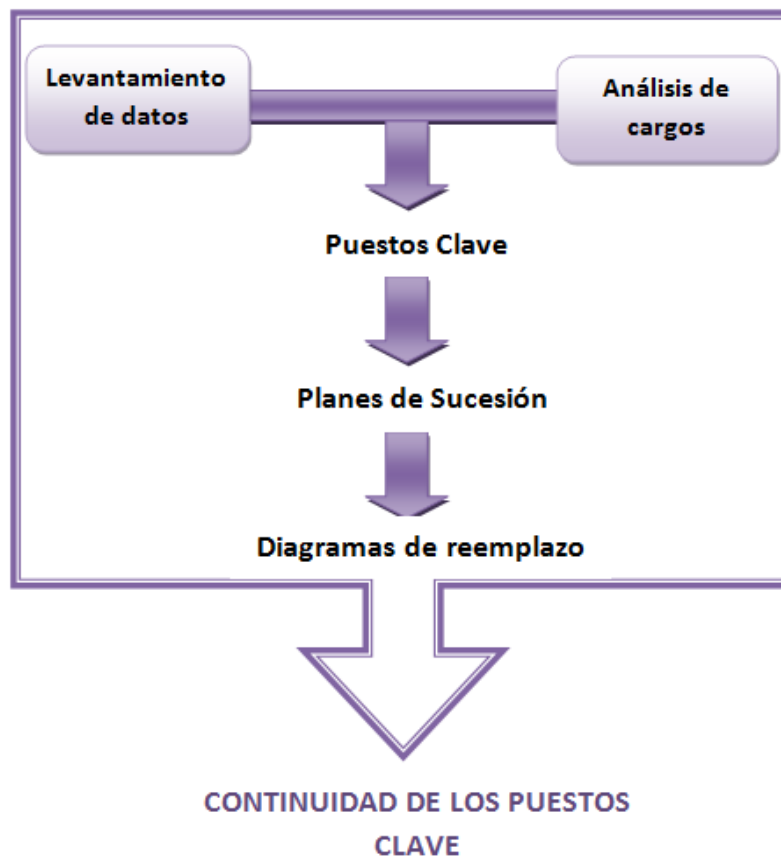 Levantamiento
de datos
Análisis de
cargos
Puestos Clave
Planes de Sucesión
Diagramas de reemplazo
CONTINUIDAD DE LOS PUESTOS
CLAVE